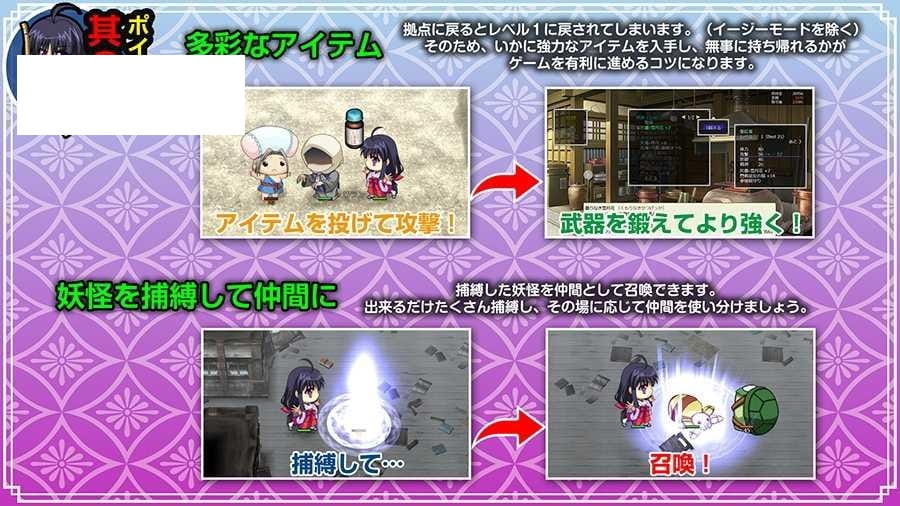 ポイ
其
多彩なアイテム
拠点に戻るとレベル１に戻されてしまいます。（イージーモードを除く）
そのため、いかに強力なアイテムを入手し、無事に持ち帰れるかが
ゲームを有利に進めるコツになります。
アイテムを投げて攻撃！
武器を鍛えてより強く！
妖怪を捕縛して仲間に
捕縛した妖怪を仲間として召喚できます。
出来るだけたくさん捕縛し、その場に応じて仲間を使い分けましょう。
捕縛して…
召喚！